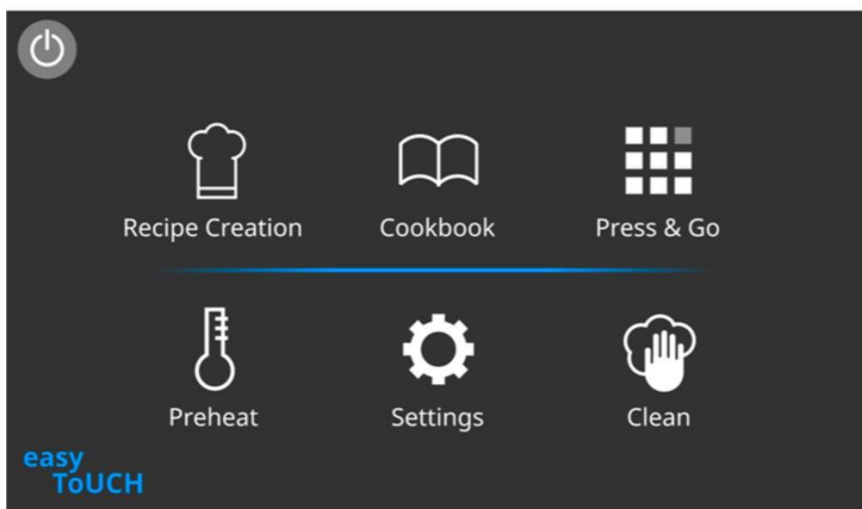 Recipe Creation
Cookbook
Press & Go
Preheat
Settings
Clean
easy
ToUCH